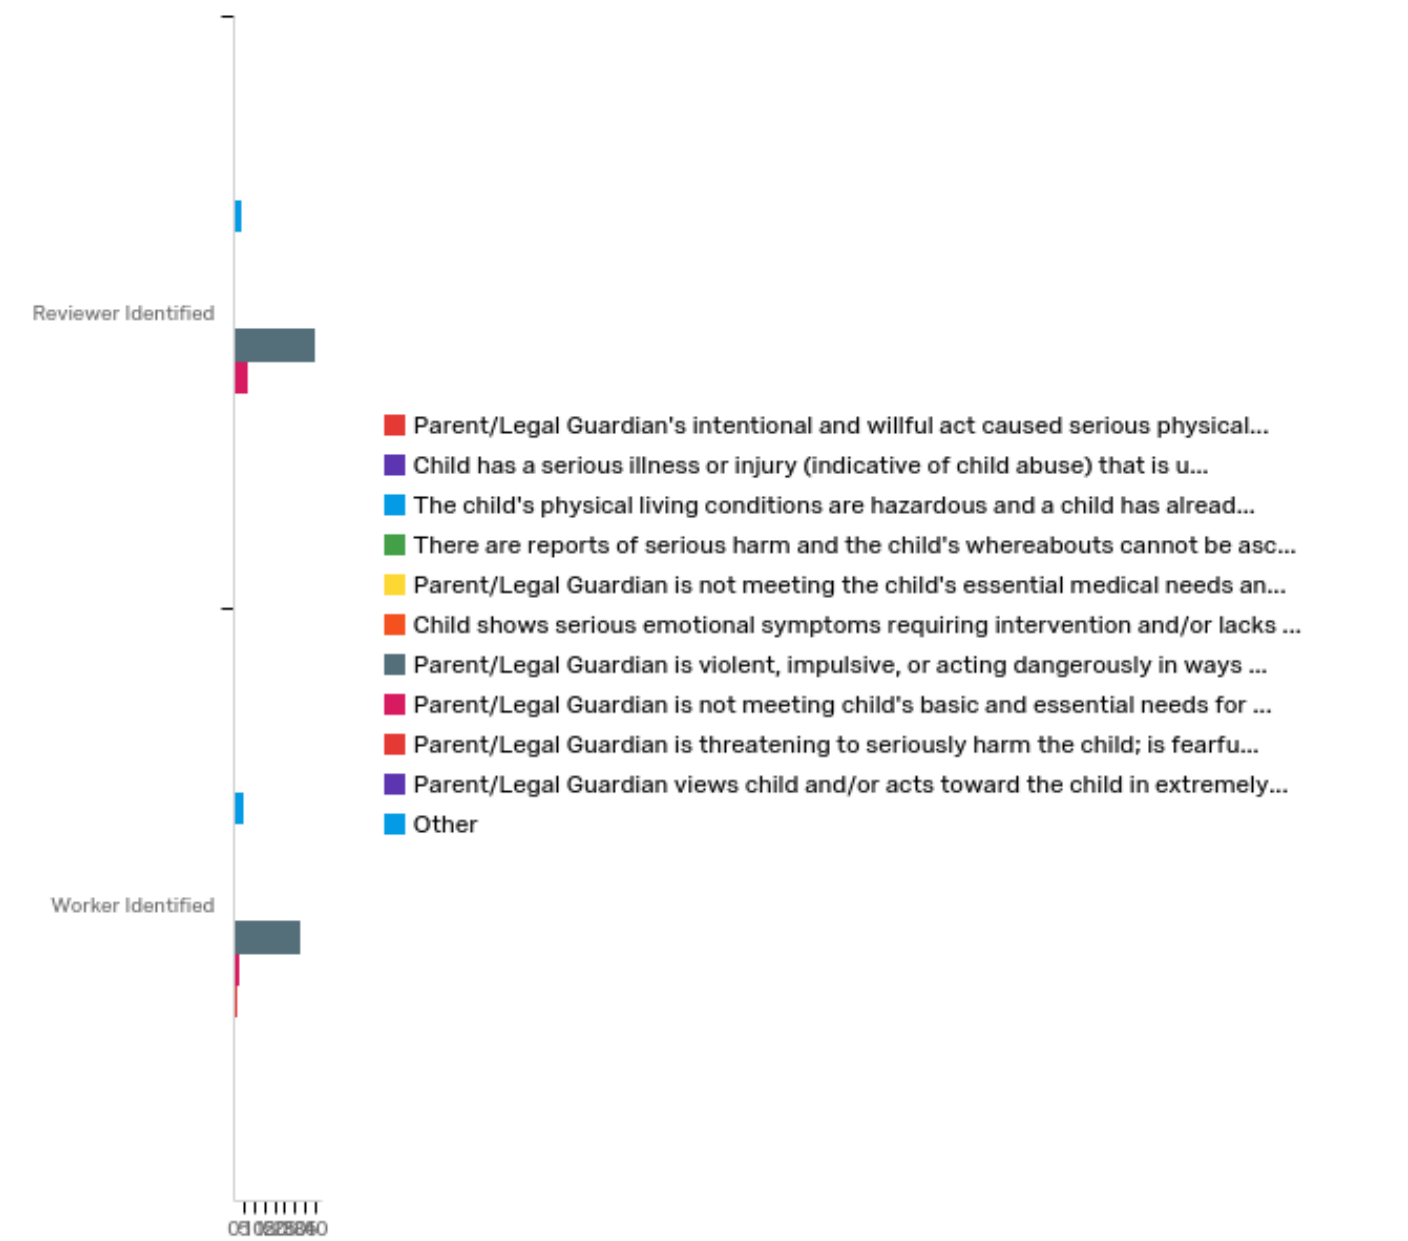 Reviewer Identified
Parent/Legal Guardian's intentional and willful act caused serious physical...
Child has a serious illness or injury (indicative of child abuse) that is u...
The child's physical living conditions are hazardous and a child has alread...
There are reports of serious harm and the child's whereabouts cannot be asc...
Parent/Legal Guardian is not meeting the child's essential medical needs an...
Child shows serious emotional symptoms requiring intervention and/or lacks ...
Parent/Legal Guardian is violent, impulsive, or acting dangerously in ways ...
Parent/Legal Guardian is not meeting child's basic and essential needs for ...
Parent/Legal Guardian is threatening to seriously harm the child; is fearfu...
Parent/Legal Guardian views child and/or acts toward the child in extremely...
Other
Worker Identified